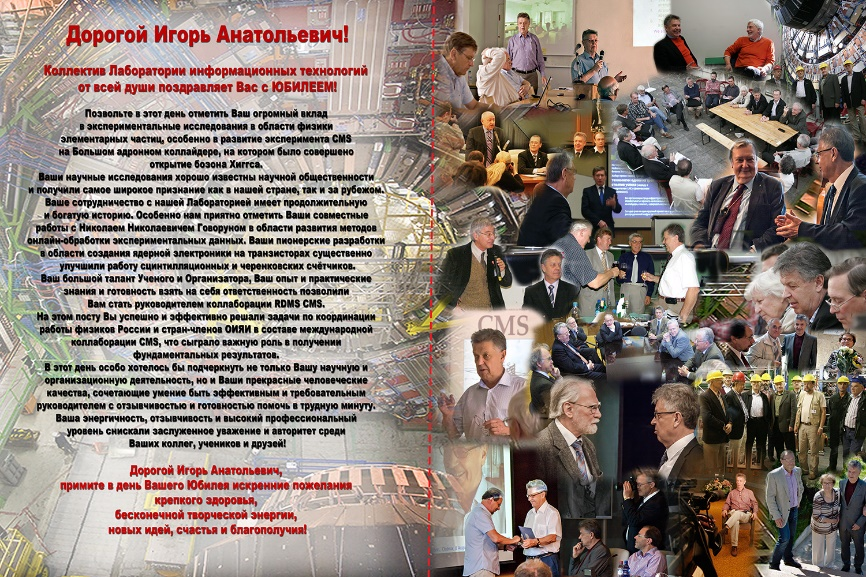 Дорогой Игорь Анатольевич!
Коллектив Лаборатории информационных технологий
от всей души поздравляет Вас с ЮБИЛЕЕМ!
Позвольте в этот день отметить Ваш огромный вклад
в экспериментальные исследования в области физики
элементарных частиц, особенно в развитие эксперимента CMS
на Большом адронном коллайдере, на котором было совершено
открытие бозона Хиггса.
Ваши научные исследования хорошо известны научной общественности
и получили самое широкое признание как в нашей стране, так и за рубежом.
Ваше сотрудничество с нашей Лабораторией имеет продолжительную
и богатую историю. Особенно нам приятно отметить Ваши совместные
работы с Николаем Николаевичем Говоруном в области развития методов
онлайн-обработки экспериментальных данных. Ваши пионерские разработки
в области создания ядерной электроники на транзисторах существенно
улучшили работу сцинтилляционных и черенковских счётчиков.
Ваш большой талант Ученого и Организатора, Ваш опыт и практические
знания и готовность взять на себя ответственность позволили
Вам стать руководителем коллаборации RDMS CMS.
На этом посту Вы успешно и эффективно решали задачи по координации
работы физиков России и стран-членов ОИЯИ в составе международной
коллаборации CMS, что сыграло важную роль в получении
фундаментальных результатов.
В этот день особо хотелось бы подчеркнуть не только Вашу научную и
организационную деятельность, но и Ваши прекрасные человеческие
качества, сочетающие умение быть эффективным и требовательным
руководителем с отзывчивостью и готовностью помочь в трудную минуту.
Ваша энергичность, отзывчивость и высокий профессиональный
уровень снискали заслуженное уважение и авторитет среди
Ваших коллег, учеников и друзей!
Дорогой Игорь Анатольевич,
примите в день Вашего Юбилея искренние пожелания
крепкого здоровья,
бесконечной творческой энергии,
новых идей, счастья и благополучия!
CMS